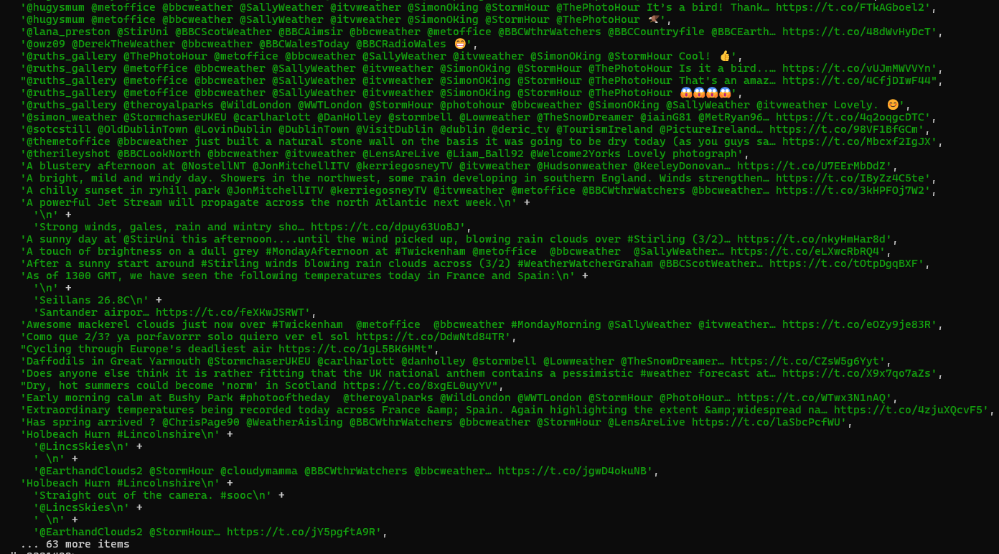 '@hugysmum @metoffice @bbcweather @SallyWeather @itvweather @SimonOKing @StormHour @ThePhotoHour It’s a bird! Thank… https://t.co/FTkAGboel2',
'@hugysmum @metoffice @bbcweather @SallyWeather @itvweather @SimonOKing @StormHour @ThePhotoHour 🦅',
'@lana_preston @StirUni @BBCScotWeather @BBCAimsir @bbcweather @metoffice @BBCWthrWatchers @BBCCountryfile @BBCEarth… https://t.co/48dWvHyDcT',
'@owz09 @DerekTheWeather @bbcweather @BBCWalesToday @BBCRadioWales 😁',
'@ruths_gallery @ThePhotoHour @metoffice @bbcweather @SallyWeather @itvweather @SimonOKing @StormHour Cool! 👍',
'@ruths_gallery @metoffice @bbcweather @SallyWeather @itvweather @SimonOKing @StormHour @ThePhotoHour Is it a bird..… https://t.co/vUJmMWVVYn',
"@ruths_gallery @metoffice @bbcweather @SallyWeather @itvweather @SimonOKing @StormHour @ThePhotoHour That's an amaz… https://t.co/4CfjDIwF44",
'@ruths_gallery @metoffice @bbcweather @SallyWeather @itvweather @SimonOKing @StormHour @ThePhotoHour 😱😱😱😱',
'@ruths_gallery @theroyalparks @WildLondon @WWTLondon @StormHour @photohour @bbcweather @SimonOKing @SallyWeather @itvweather Lovely. 😊',
'@simon_weather @StormchaserUKEU @carlharlott @DanHolley @stormbell @Lowweather @TheSnowDreamer @iainG81 @MetRyan96… https://t.co/4q2oqgcDTC',
'@sotcstill @OldDublinTown @LovinDublin @DublinTown @VisitDublin @dublin @deric_tv @TourismIreland @PictureIreland… https://t.co/98VF1BfGCm',
'@themetoffice @bbcweather just built a natural stone wall on the basis it was going to be dry today (as you guys sa… https://t.co/Mbcxf2IgJX',
'@therileyshot @BBCLookNorth @bbcweather @itvweather @LensAreLive @Liam_Ball92 @Welcome2Yorks Lovely photograph',
'A blustery afternoon at @NostellNT @JonMitchellITV @kerriegosneyTV @itvweather @Hudsonweather @KeeleyDonovan… https://t.co/U7EErMbDdZ',
'A bright, mild and windy day. Showers in the northwest, some rain developing in southern England. Winds strengthen… https://t.co/IByZz4C5te',
'A chilly sunset in ryhill park @JonMitchellITV @kerriegosneyTV @itvweather @metoffice @BBCWthrWatchers @bbcweather… https://t.co/3kHPFOj7W2',
'A powerful Jet Stream will propagate across the north Atlantic next week.\n' +
'\n' +
'Strong winds, gales, rain and wintry sho… https://t.co/dpuy63UoBJ',
'A sunny day at @StirUni this afternoon....until the wind picked up, blowing rain clouds over #Stirling (3/2)… https://t.co/nkyHmHar8d',
'A touch of brightness on a dull grey #MondayAfternoon at #Twickenham @metoffice  @bbcweather  @SallyWeather… https://t.co/eLXwcRbRQ4',
'After a sunny start around #Stirling winds blowing rain clouds across (3/2) #WeatherWatcherGraham @BBCScotWeather… https://t.co/tOtpDgqBXF',
'As of 1300 GMT, we have seen the following temperatures today in France and Spain:\n' +
'\n' +
'Seillans 26.8C\n' +
'Santander airpor… https://t.co/feXKwJSRWT',
'Awesome mackerel clouds just now over #Twickenham  @metoffice  @bbcweather #MondayMorning @SallyWeather @itvweather… https://t.co/eOZy9je83R',
'Como que 2/3? ya porfavorrr solo quiero ver el sol https://t.co/DdwNtd84TR',
"Cycling through Europe's deadliest air https://t.co/1gL5BK6HMt",
'Daffodils in Great Yarmouth @StormchaserUKEU @carlharlott @danholley @stormbell @Lowweather @TheSnowDreamer… https://t.co/CZsW5g6Yyt',
'Does anyone else think it is rather fitting that the UK national anthem contains a pessimistic #weather forecast at… https://t.co/X9x7qo7aZs',
"Dry, hot summers could become 'norm' in Scotland https://t.co/8xgEL0uyYV",
'Early morning calm at Bushy Park #photooftheday  @theroyalparks @WildLondon @WWTLondon @StormHour @PhotoHour… https://t.co/WTwx3N1nAQ',
'Extraordinary temperatures being recorded today across France &amp; Spain. Again highlighting the extent &amp;widespread na… https://t.co/4zjuXQcvF5',
'Has spring arrived ? @ChrisPage90 @WeatherAisling @BBCWthrWatchers @bbcweather @StormHour @LensAreLive https://t.co/laSbcPcfWU',
'Holbeach Hurn #Lincolnshire\n' +
'@LincsSkies\n' +
' \n' +
'@EarthandClouds2 @StormHour @cloudymamma @BBCWthrWatchers @bbcweather… https://t.co/jgwD4okuNB',
'Holbeach Hurn #Lincolnshire\n' +
'Straight out of the camera. #sooc\n' +
'@LincsSkies\n' +
' \n' +
'@EarthandClouds2 @StormHour… https://t.co/jY5pgftA9R',
... 63 more items